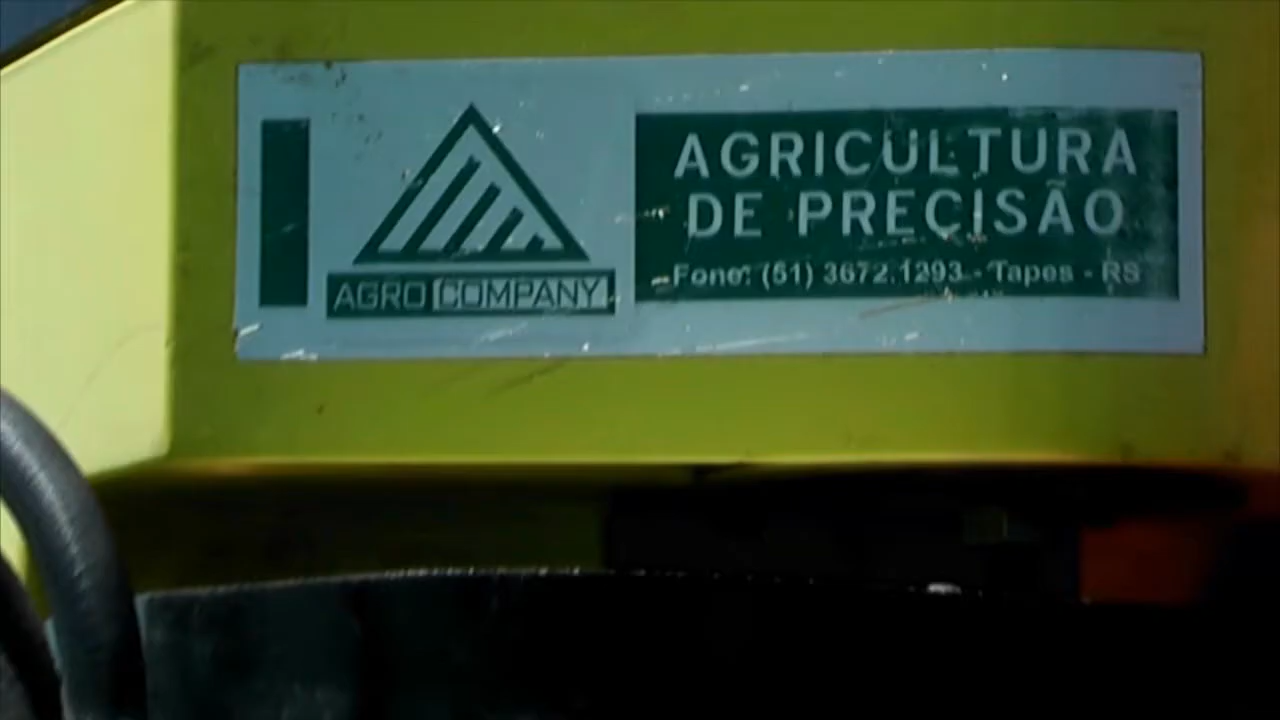 AGRO COMPANY
AGRICULTURA
DE PRECISÃO
Fone: (51) 3672.1293 - Tapes - RS